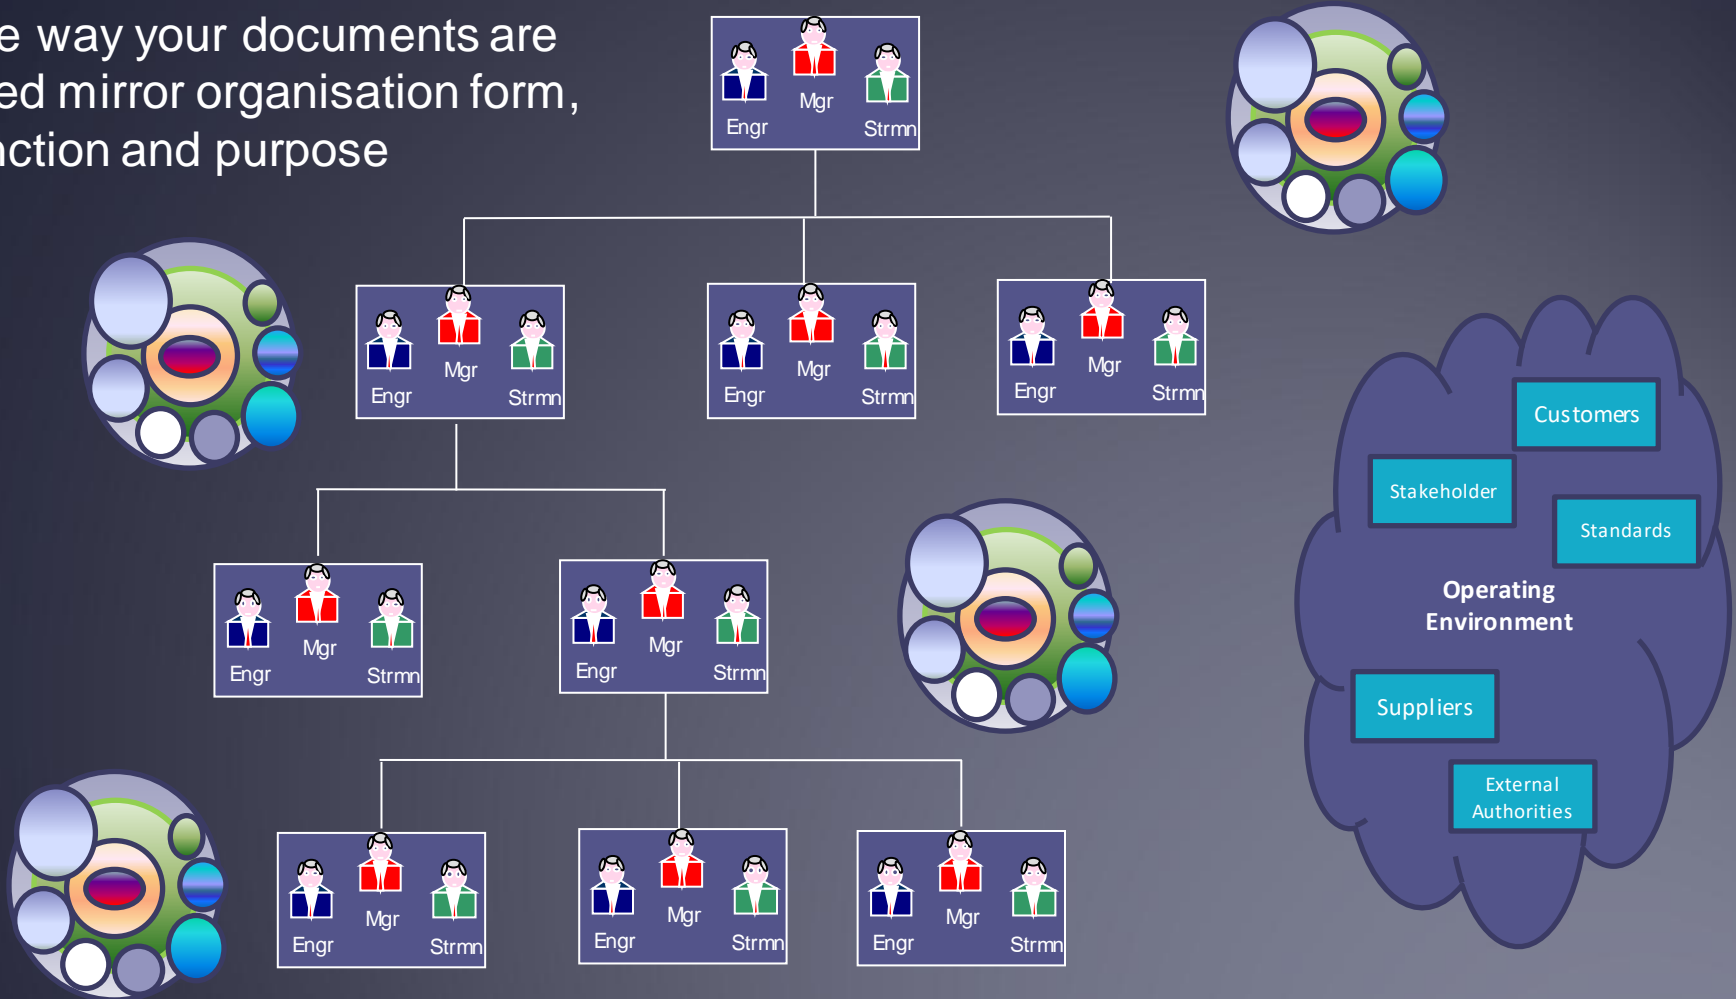 e way your documents are
ed mirror organisation form,
nction and purpose
Mgr
Engr
Strmn
Mgr
Engr
Strmn
Mgr
Engr
Strmn
Mgr
Engr
Strmn
Mgr
Engr
Strmn
Mgr
Engr
Strmn
Mgr
Engr
Strmn
Mgr
Engr
Strmn
Mgr
Engr
Strmn
Customers
Stakeholder
Standards
Operating
Environment
Suppliers
External
Authorities